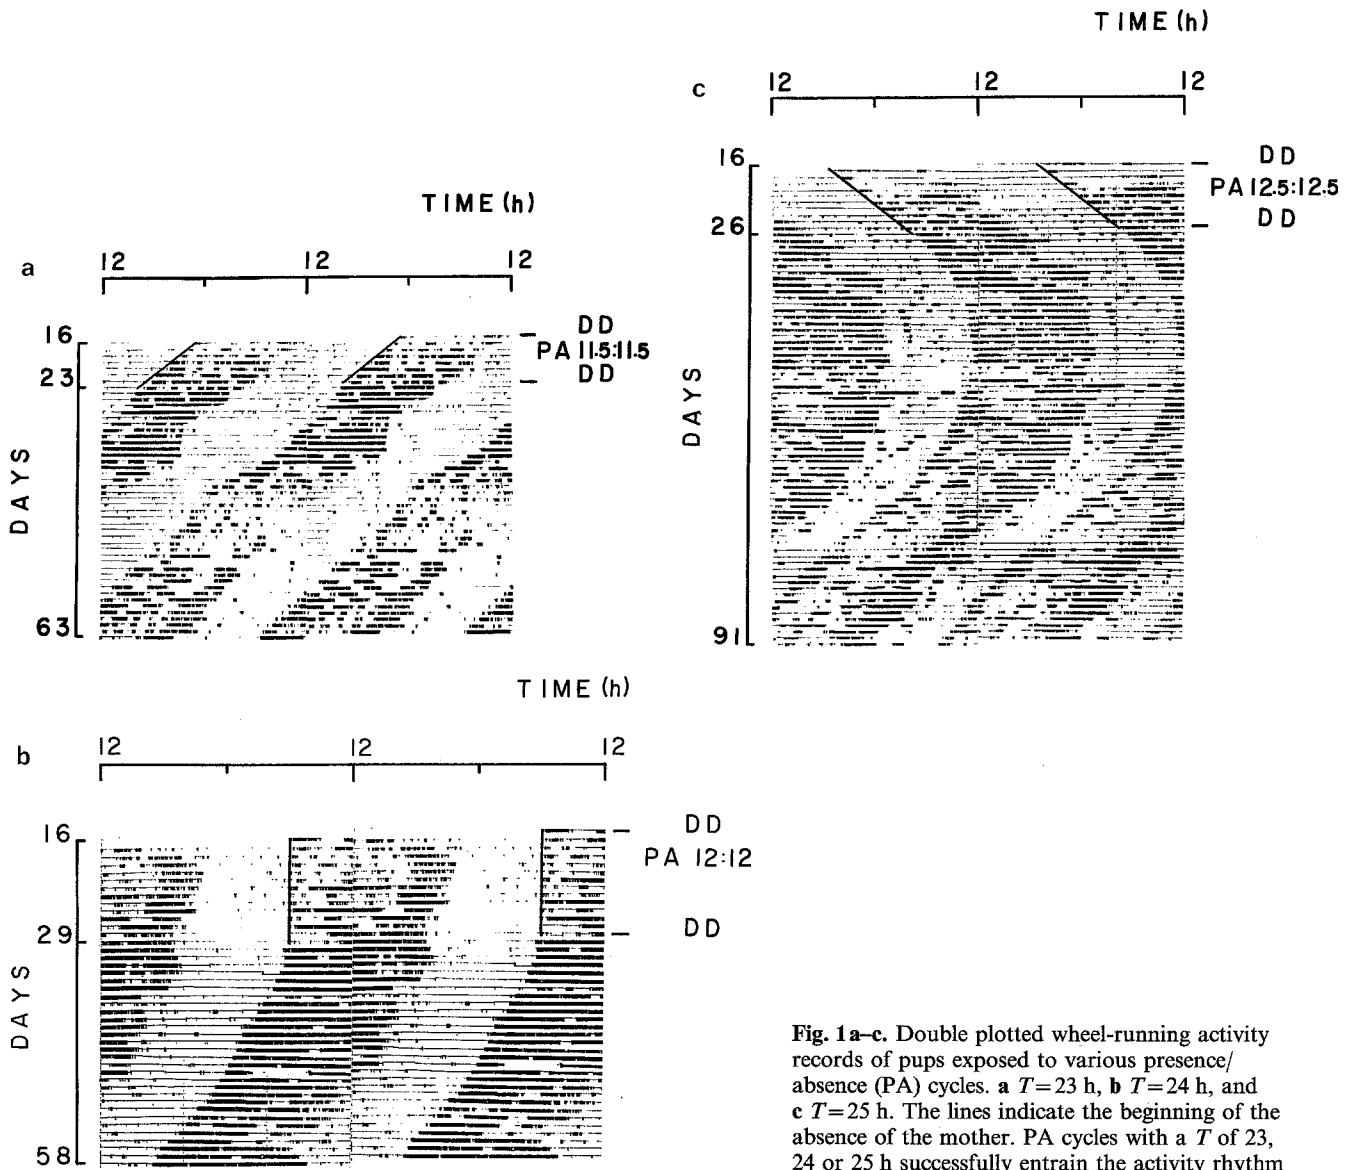 a
TIME (h)
12 12 12
16
23
DAYS
63
DD
PA 11.5:11.5
DD
b
TIME (h)
12 12 12
16
29
DAYS
58
DD
PA 12:12
DD
c
TIME (h)
12 12 12
16
26
DAYS
91
DD
PA 12.5:12.5
DD
Fig. 1 a–c. Double plotted wheel-running activity
records of pups exposed to various presence/
absence (PA) cycles. a T=23 h, b T=24 h, and
c T=25 h. The lines indicate the beginning of the
absence of the mother. PA cycles with a T of 23,
24 or 25 h successfully entrain the activity rhythm